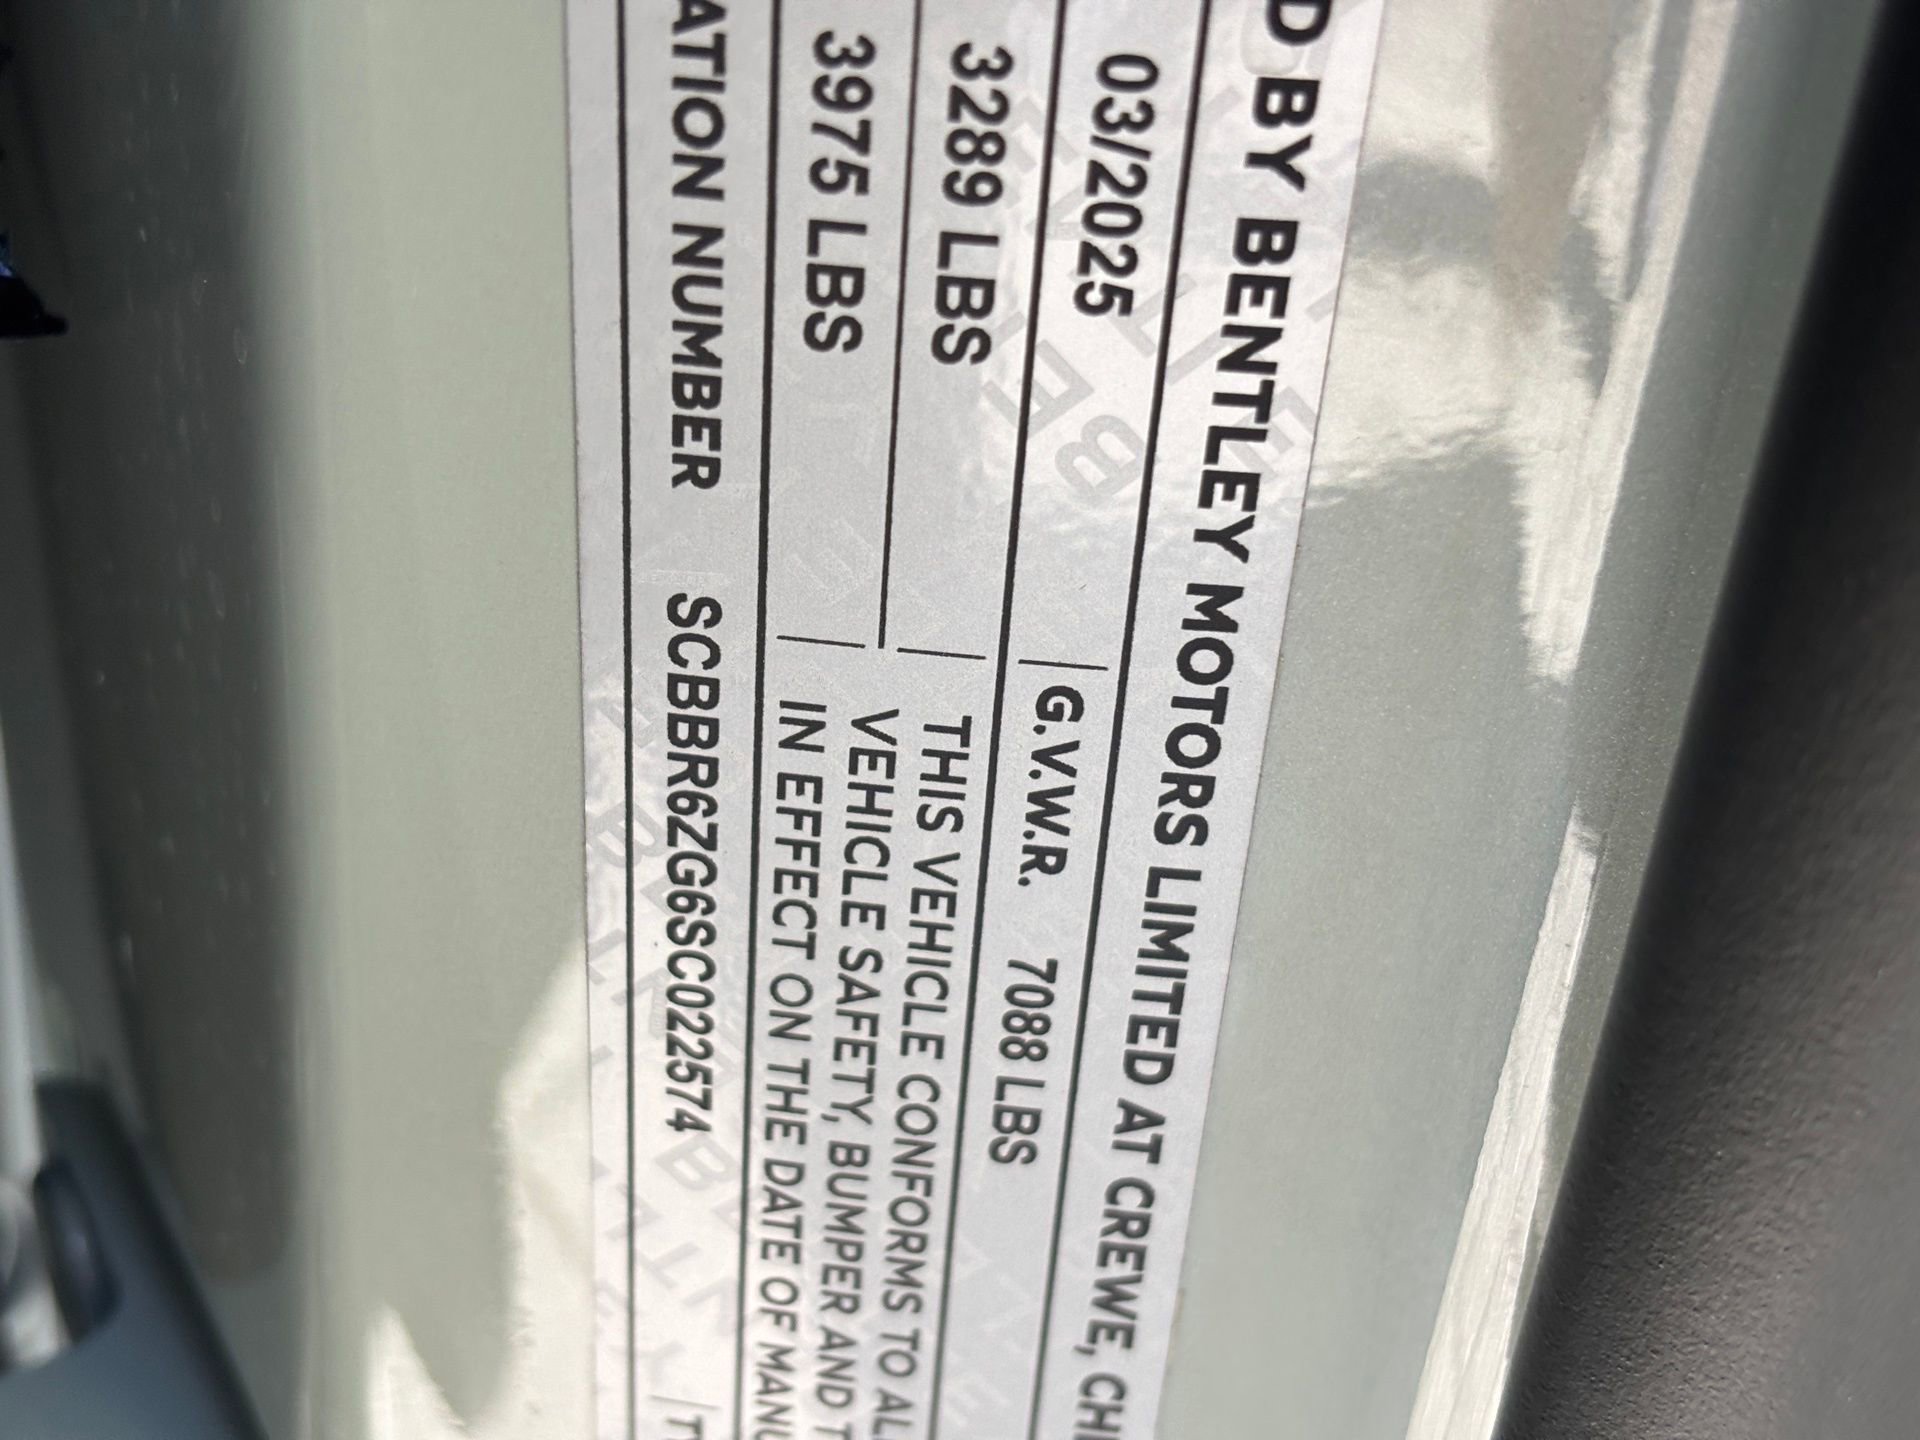 D BY BENTLEY MOTORS LIMITED AT CREWE, CH
03/2025 G.V.W.R. 7088 LBS
3289 LBS THIS VEHICLE CONFORMS TO AL
VEHICLE SAFETY, BUMPER AND T
3975 LBS IN EFFECT ON THE DATE OF MANU
ATION NUMBER SCBBR6ZG6SC022574 T